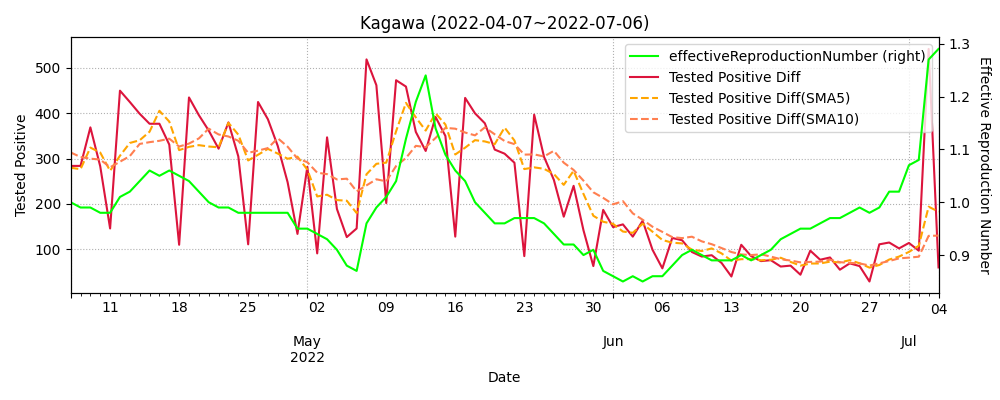 Kagawa (2022-04-07~2022-07-06)
effectiveReproductionNumber (right)
Tested Positive Diff
Tested Positive Diff(SMA5)
Tested Positive Diff(SMA10)
Tested Positive
500
400
300
200
100
1.3
1.2
1.1
1.0
0.9
Effective Reproduction Number
11 18 25 02 09 16 23 30 06 13 20 27 04
May Jun Jul
2022
Date